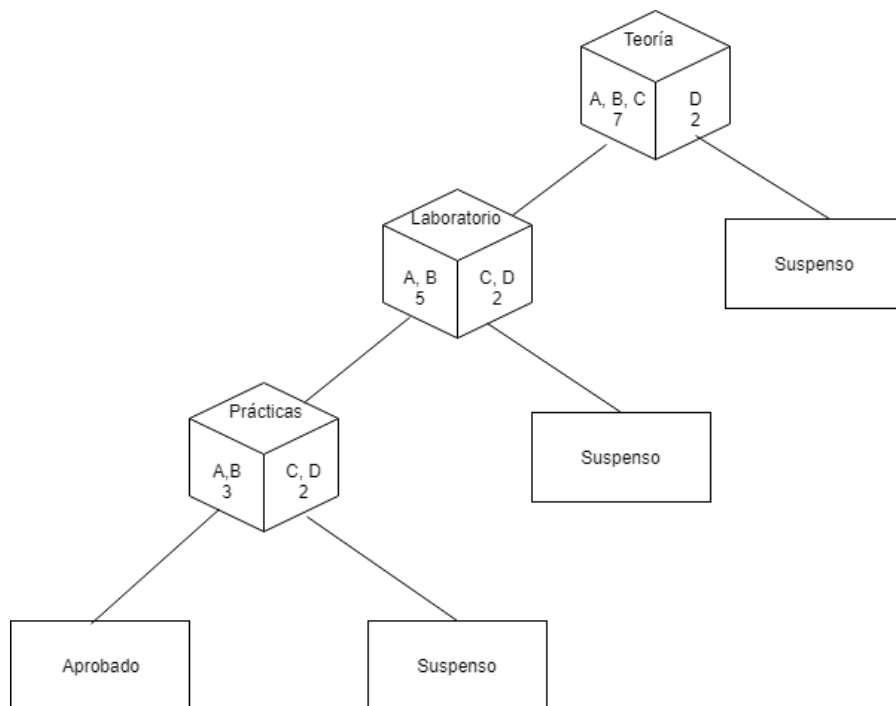 Teoría
A, B, C
7
D
2
Suspenso
Laboratorio
A, B
5
C, D
2
Suspenso
Prácticas
A,B
3
C, D
2
Aprobado
Suspenso